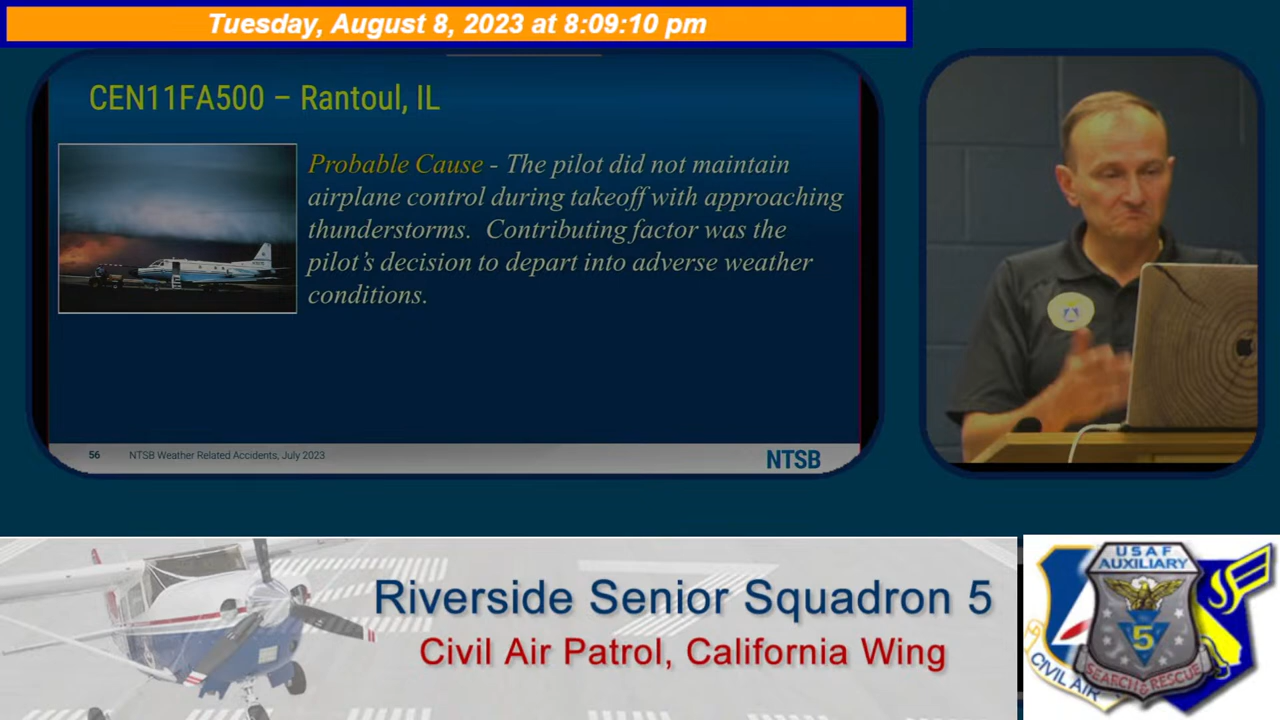 Tuesday, August 8, 2023 at 8:09:10 pm
CEN11FA500 – Rantoul, IL
Probable Cause - The pilot did not maintain
airplane control during takeoff with approaching
thunderstorms. Contributing factor was the
pilot's decision to depart into adverse weather
conditions.
56 NTSB Weather Related Accidents, July 2023
NTSB
Riverside Senior Squadron 5
Civil Air Patrol, California Wing
USAF
AUXILIARY
5
SEARCH & RESCUE
CIVIL AIR